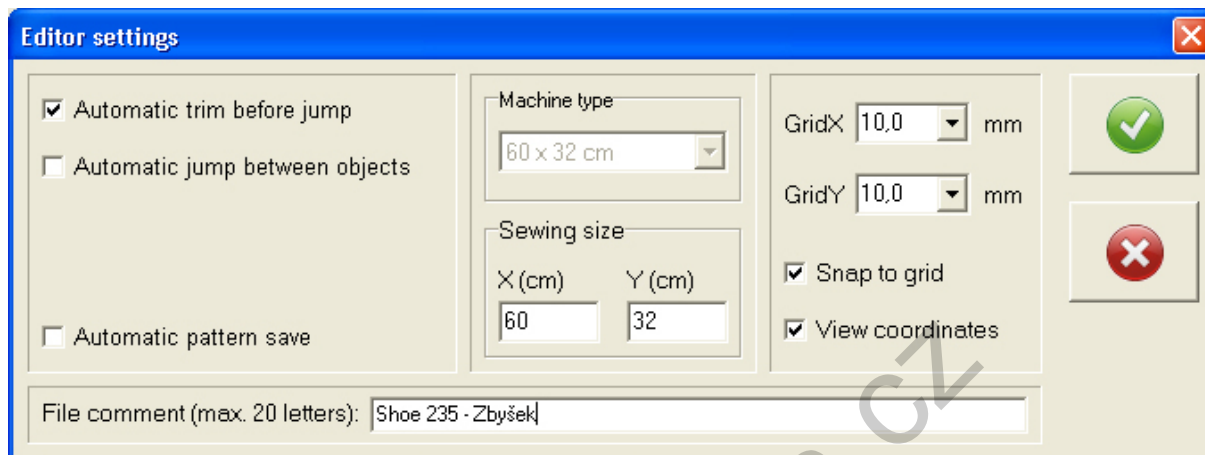 Editor settings
Automatic trim before jump
Automatic jump between objects
Automatic pattern save
Machine type
60 x 32 cm
Sewing size
X (cm) Y (cm)
60 32
GridX 10,0 mm
GridY 10,0 mm
Snap to grid
View coordinates
File comment (max. 20 letters): Shoe 235 - Zbyšek
cz